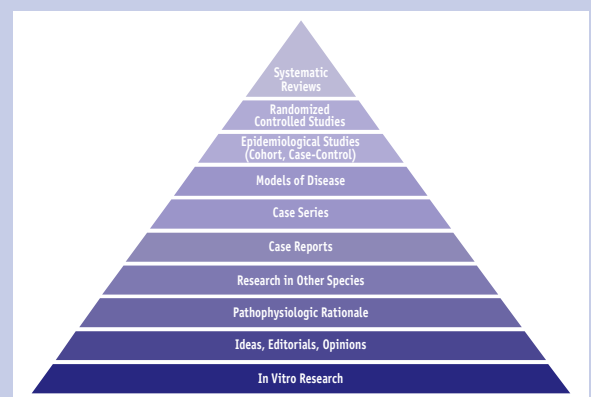 Systematic
Reviews
Randomized
Controlled Studies
Epidemiological Studies
(Cohort, Case-Control)
Models of Disease
Case Series
Case Reports
Research in Other Species
Pathophysiologic Rationale
Ideas, Editorials, Opinions
In Vitro Research